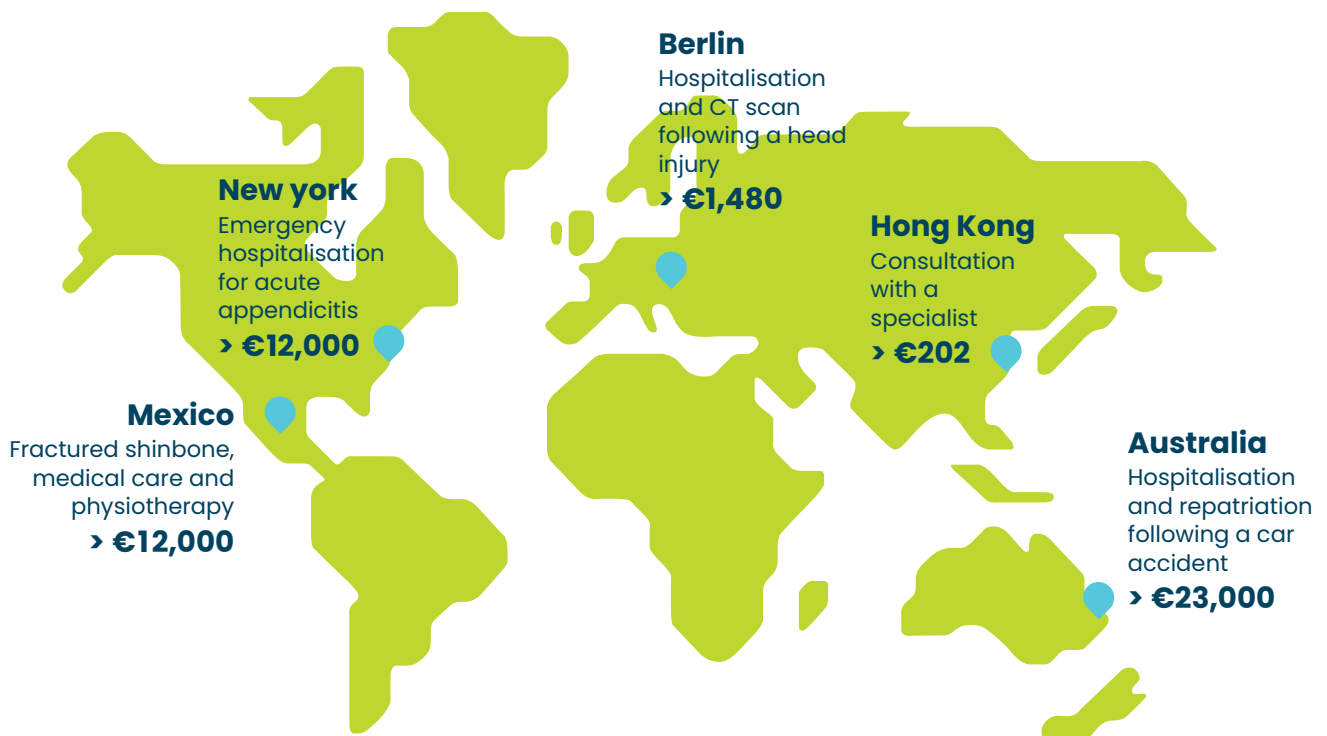 Berlin
Hospitalisation
and CT scan
following a head
injury
> €1,480
New york
Emergency
hospitalisation
for acute
appendicitis
> €12,000
Hong Kong
Consultation
with a
specialist
> €202
Mexico
Fractured shinbone,
medical care and
physiotherapy
> €12,000
Australia
Hospitalisation
and repatriation
following a car
accident
> €23,000